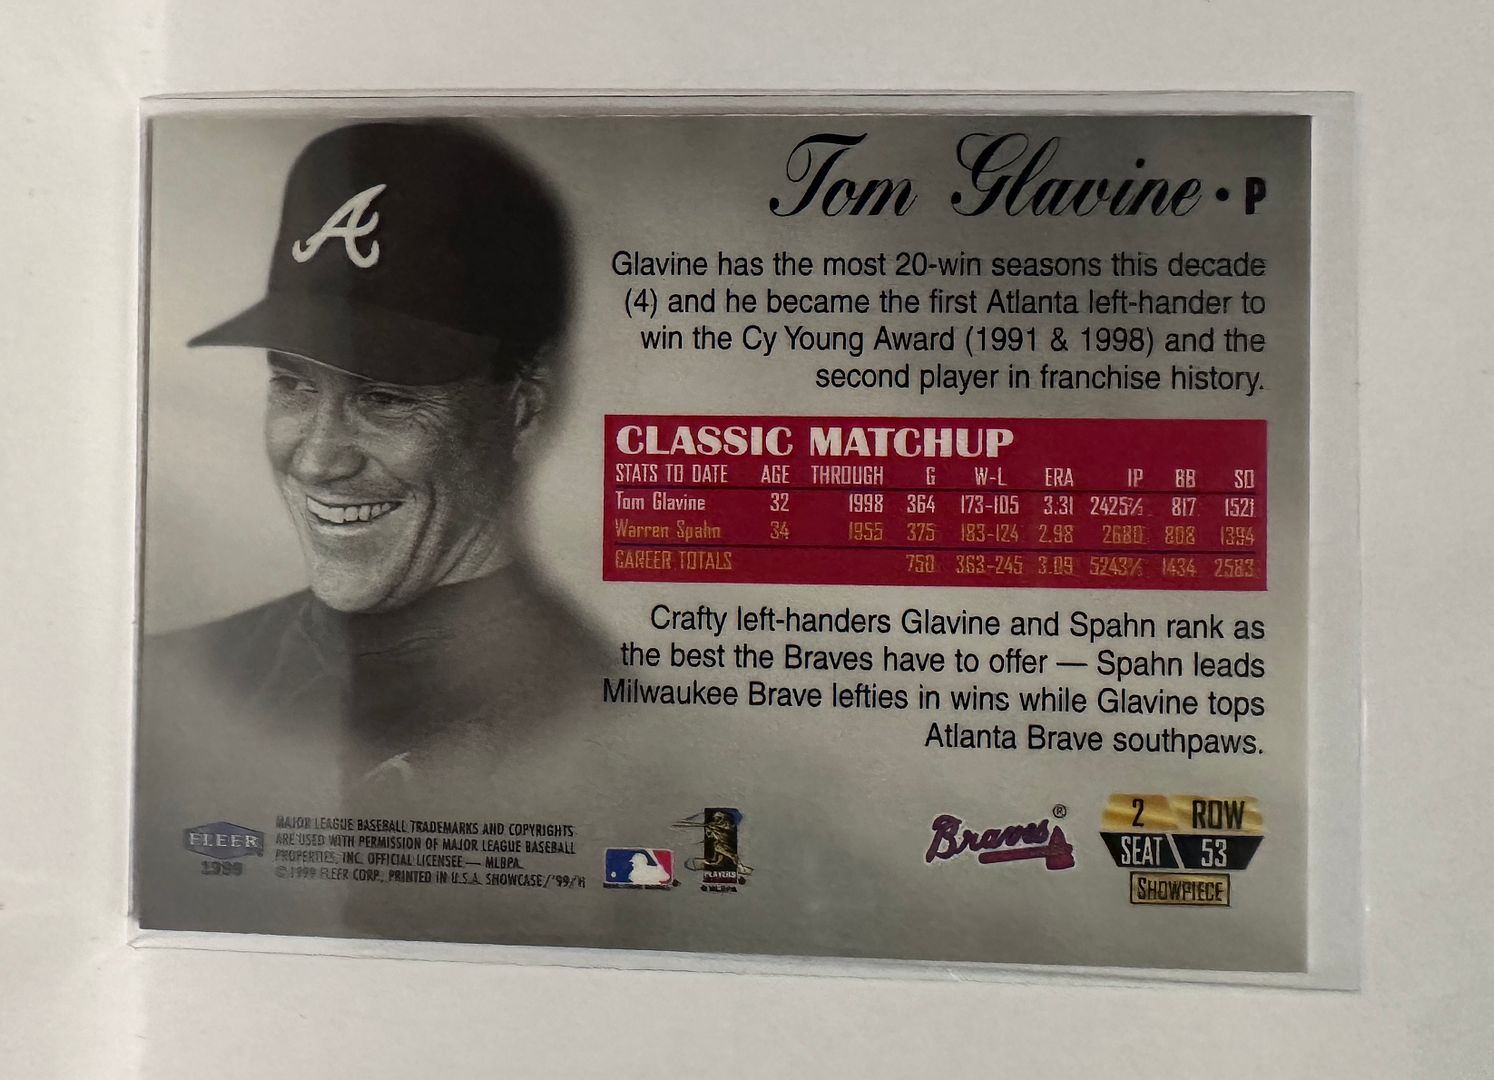 A
Tom Glavine • P
Glavine has the most 20-win seasons this decade
(4) and he became the first Atlanta left-hander to
win the Cy Young Award (1991 & 1998) and the
second player in franchise history.
CLASSIC MATCHUP
STATS TO DATE AGE THROUGH G W-L ERA IP BB SO
Tom Glavine 32 1998 364 173-105 3.31 2425⅔ 817 1521
Warren Spahn 34 1955 375 183-124 2.98 2680 808 1394
CAREER TOTALS 750 363-245 3.09 5243⅔ 1434 2583
Crafty left-handers Glavine and Spahn rank as
the best the Braves have to offer — Spahn leads
Milwaukee Brave lefties in wins while Glavine tops
Atlanta Brave southpaws.
FLEER
1999
MAJOR LEAGUE BASEBALL TRADEMARKS AND COPYRIGHTS
ARE USED WITH PERMISSION OF MAJOR LEAGUE BASEBALL
PROPERTIES, INC. OFFICIAL LICENSEE — MLBPA.
© 1999 FLEER CORP., PRINTED IN U.S.A. SHOWCASE/'99/H
PLAYERS
MLBPA
Braves ®
2 ROW
SEAT 53
SHOWPIECE